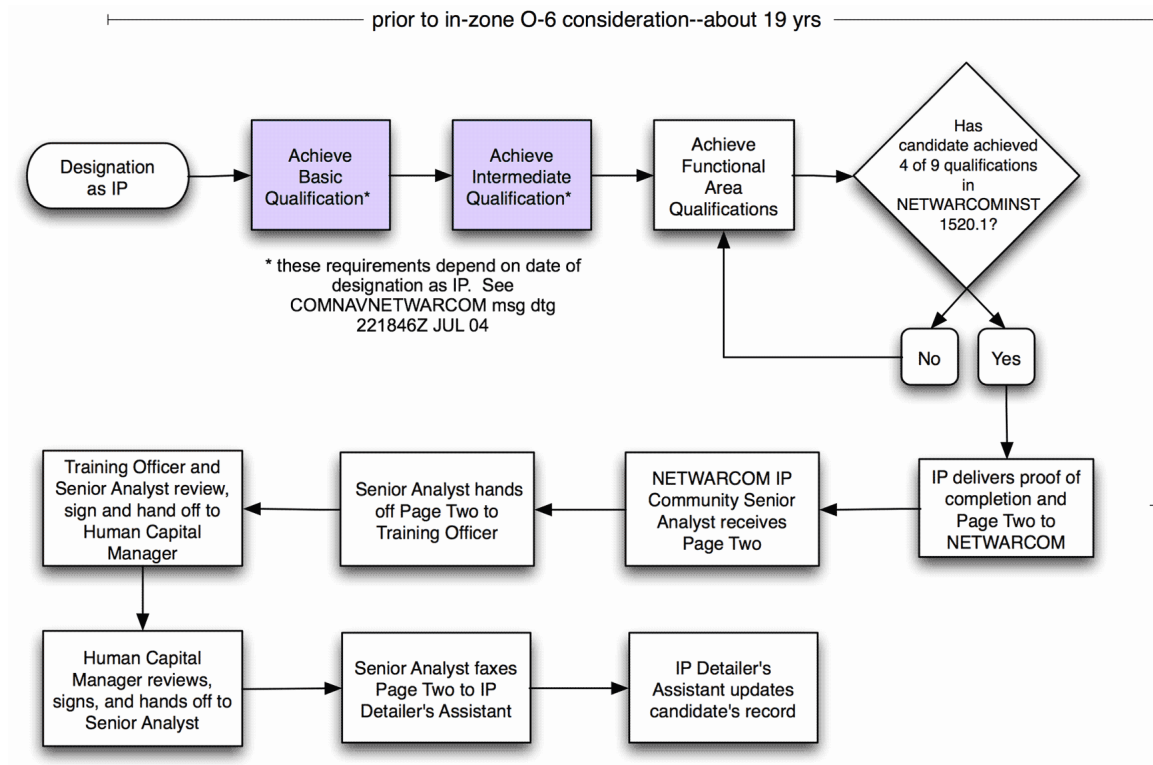 prior to in-zone O-6 consideration--about 19 yrs
Designation
as IP
Achieve
Basic
Qualification*
Achieve
Intermediate
Qualification*
Achieve
Functional
Area
Qualifications
Has
candidate achieved
4 of 9 qualifications
in
NETWARCOMINST
1520.1?
* these requirements depend on date of
designation as IP.  See
COMNAVNETWARCOM msg dtg
221846Z JUL 04
No
Yes
IP delivers proof of
completion and
Page Two to
NETWARCOM
NETWARCOM IP
Community Senior
Analyst receives
Page Two
Senior Analyst hands
off Page Two to
Training Officer
Training Officer and
Senior Analyst review,
sign and hand off to
Human Capital
Manager
Human Capital
Manager reviews,
signs, and hands off to
Senior Analyst
Senior Analyst faxes
Page Two to IP
Detailer's Assistant
IP Detailer's
Assistant updates
candidate's record